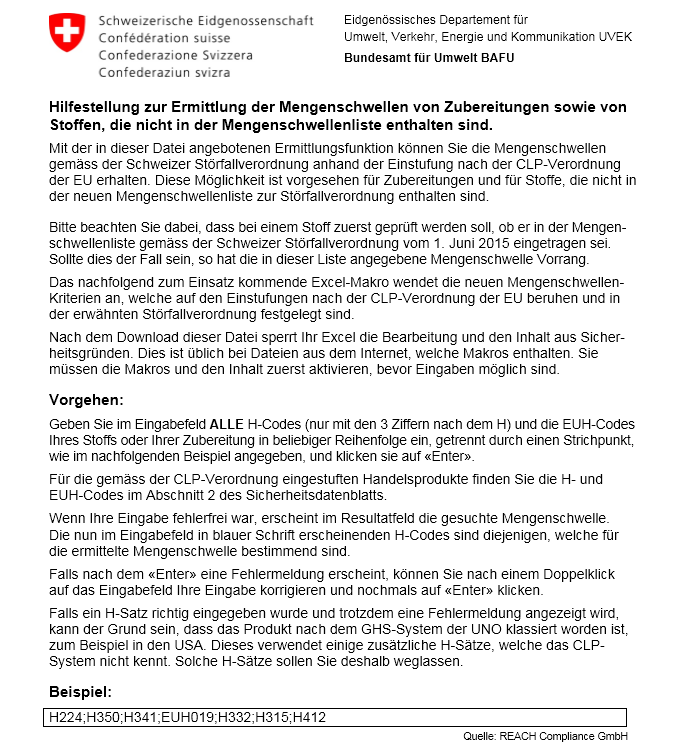 Schweizerische Eidgenossenschaft
Confédération suisse
Confederazione Svizzera
Confederaziun svizra
Eidgenössisches Departement für
Umwelt, Verkehr, Energie und Kommunikation UVEK
Bundesamt für Umwelt BAFU
Hilfestellung zur Ermittlung der Mengenschwellen von Zubereitungen sowie von
Stoffen, die nicht in der Mengenschwellenliste enthalten sind.
Mit der in dieser Datei angebotenen Ermittlungsfunktion können Sie die Mengenschwellen
gemäss der Schweizer Störfallverordnung anhand der Einstufung nach der CLP-Verordnung
der EU erhalten. Diese Möglichkeit ist vorgesehen für Zubereitungen und für Stoffe, die nicht in
der neuen Mengenschwellenliste zur Störfallverordnung enthalten sind.
Bitte beachten Sie dabei, dass bei einem Stoff zuerst geprüft werden soll, ob er in der Mengen-
schwellenliste gemäss der Schweizer Störfallverordnung vom 1. Juni 2015 eingetragen sei.
Sollte dies der Fall sein, so hat die in dieser Liste angegebene Mengenschwelle Vorrang.
Das nachfolgend zum Einsatz kommende Excel-Makro wendet die neuen Mengenschwellen-
Kriterien an, welche auf den Einstufungen nach der CLP-Verordnung der EU beruhen und in
der erwähnten Störfallverordnung festgelegt sind.
Nach dem Download dieser Datei sperrt Ihr Excel die Bearbeitung und den Inhalt aus Sicher-
heitsgründen. Dies ist üblich bei Dateien aus dem Internet, welche Makros enthalten. Sie
müssen die Makros und den Inhalt zuerst aktivieren, bevor Eingaben möglich sind.
Vorgehen:
Geben Sie im Eingabefeld ALLE H-Codes (nur mit den 3 Ziffern nach dem H) und die EUH-Codes
Ihres Stoffs oder Ihrer Zubereitung in beliebiger Reihenfolge ein, getrennt durch einen Strichpunkt,
wie im nachfolgenden Beispiel angegeben, und klicken sie auf «Enter».
Für die gemäss der CLP-Verordnung eingestuften Handelsprodukte finden Sie die H- und
EUH-Codes im Abschnitt 2 des Sicherheitsdatenblatts.
Wenn Ihre Eingabe fehlerfrei war, erscheint im Resultatfeld die gesuchte Mengenschwelle.
Die nun im Eingabefeld in blauer Schrift erscheinenden H-Codes sind diejenigen, welche für
die ermittelte Mengenschwelle bestimmend sind.
Falls nach dem «Enter» eine Fehlermeldung erscheint, können Sie nach einem Doppelklick
auf das Eingabefeld Ihre Eingabe korrigieren und nochmals auf «Enter» klicken.
Falls ein H-Satz richtig eingegeben wurde und trotzdem eine Fehlermeldung angezeigt wird,
kann der Grund sein, dass das Produkt nach dem GHS-System der UNO klassiert worden ist,
zum Beispiel in den USA. Dieses verwendet einige zusätzliche H-Sätze, welche das CLP-
System nicht kennt. Solche H-Sätze sollen Sie deshalb weglassen.
Beispiel:
H224;H350;H341;EUH019;H332;H315;H412
Quelle: REACH Compliance GmbH